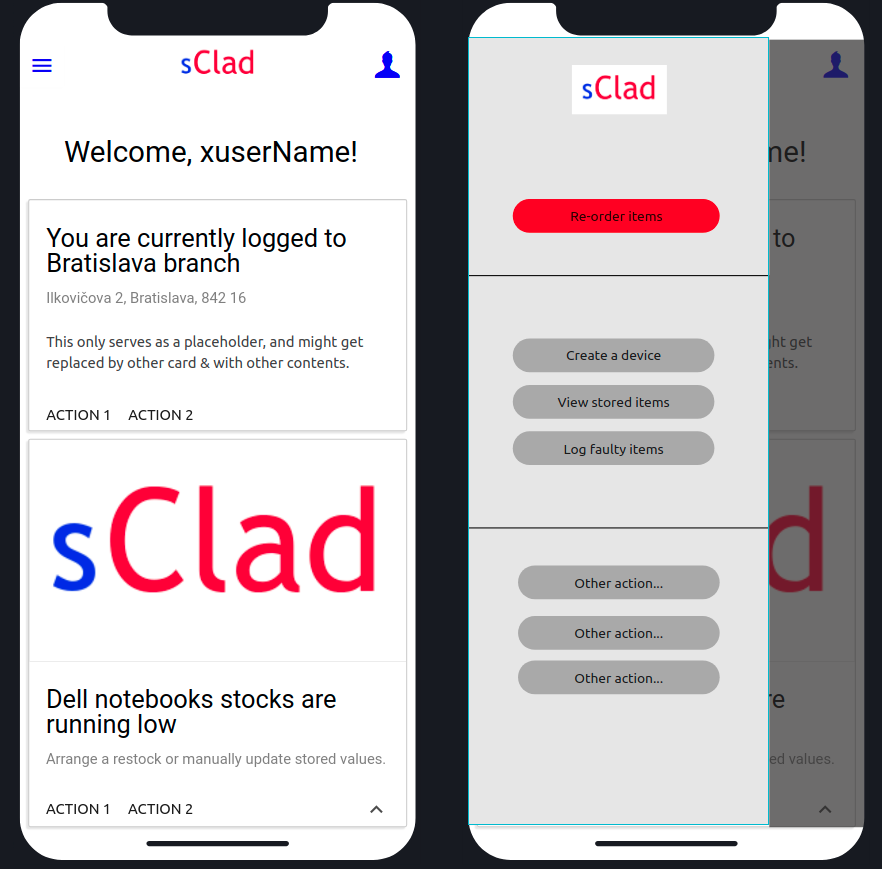 sClad
Welcome, xuserName!
You are currently logged to
Bratislava branch
Ilkovičova 2, Bratislava, 842 16
This only serves as a placeholder, and might get
replaced by other card & with other contents.
ACTION 1 ACTION 2
sClad
Dell notebooks stocks are
running low
Arrange a restock or manually update stored values.
ACTION 1 ACTION 2
sClad
Re-order items
Create a device
View stored items
Log faulty items
Other action...
Other action...
Other action...
me!
to
ght get
ents.
d
re
ed values.